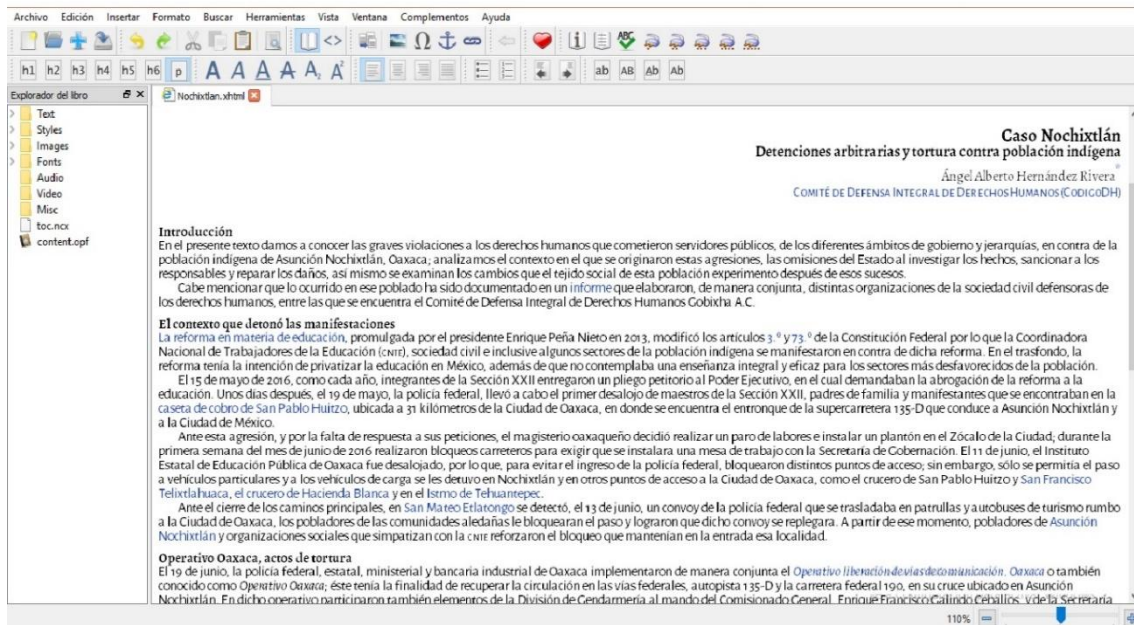 Archivo Edición Insertar Formato Buscar Herramientas Vista Ventana Complementos Ayuda
h1 h2 h3 h4 h5 h6 p A A A A A₂ A² ab AB Ab Ab
Explorador del libro
Nochixtlan.xhtml
Text
Styles
Images
Fonts
Audio
Video
Misc
toc.ncx
content.opf
Caso Nochixtlán
Detenciones arbitrarias y tortura contra población indígena
Ángel Alberto Hernández Rivera*
COMITÉ DE DEFENSA INTEGRAL DE DERECHOS HUMANOS (CODIGODH)
Introducción
En el presente texto damos a conocer las graves violaciones a los derechos humanos que cometieron servidores públicos, de los diferentes ámbitos de gobierno y jerarquías, en contra de la
población indígena de Asunción Nochixtlán, Oaxaca; analizamos el contexto en el que se originaron estas agresiones, las omisiones del Estado al investigar los hechos, sancionar a los
responsables y reparar los daños, así mismo se examinan los cambios que el tejido social de esta población experimento después de esos sucesos.
Cabe mencionar que lo ocurrido en ese poblado ha sido documentado en un informe que elaboraron, de manera conjunta, distintas organizaciones de la sociedad civil defensoras de
los derechos humanos, entre las que se encuentra el Comité de Defensa Integral de Derechos Humanos Gobixha A.C.
El contexto que detonó las manifestaciones
La reforma en materia de educación, promulgada por el presidente Enrique Peña Nieto en 2013, modificó los artículos 3.º y 73.º de la Constitución Federal por lo que la Coordinadora
Nacional de Trabajadores de la Educación (CNTE), sociedad civil e inclusive algunos sectores de la población indígena se manifestaron en contra de dicha reforma. En el trasfondo, la
reforma tenía la intención de privatizar la educación en México, además de que no contemplaba una enseñanza integral y eficaz para los sectores más desfavorecidos de la población.
El 15 de mayo de 2016, como cada año, integrantes de la Sección XXII entregaron un pliego petitorio al Poder Ejecutivo, en el cual demandaban la abrogación de la reforma a la
educación. Unos días después, el 19 de mayo, la policía federal, llevó a cabo el primer desalojo de maestros de la Sección XXII, padres de familia y manifestantes que se encontraban en la
caseta de cobro de San Pablo Huitzo, ubicada a 31 kilómetros de la Ciudad de Oaxaca, en donde se encuentra el entronque de la supercarretera 135-D que conduce a Asunción Nochixtlán y
a la Ciudad de México.
Ante esta agresión, y por la falta de respuesta a sus peticiones, el magisterio oaxaqueño decidió realizar un paro de labores e instalar un plantón en el Zócalo de la Ciudad; durante la
primera semana del mes de junio de 2016 realizaron bloqueos carreteros para exigir que se instalara una mesa de trabajo con la Secretaría de Gobernación. El 11 de junio, el Instituto
Estatal de Educación Pública de Oaxaca fue desalojado, por lo que, para evitar el ingreso de la policía federal, bloquearon distintos puntos de acceso; sin embargo, sólo se permitía el paso
a vehículos particulares y a los vehículos de carga se les detuvo en Nochixtlán y en otros puntos de acceso a la Ciudad de Oaxaca, como el crucero de San Pablo Huitzo y San Francisco
Telixtlahuaca, el crucero de Hacienda Blanca y en el Istmo de Tehuantepec.
Ante el cierre de los caminos principales, en San Mateo Etlatongo se detectó, el 13 de junio, un convoy de la policía federal que se trasladaba en patrullas y autobuses de turismo rumbo
a la Ciudad de Oaxaca, los pobladores de las comunidades aledañas le bloquearan el paso y lograron que dicho convoy se replegara. A partir de ese momento, pobladores de Asunción
Nochixtlán y organizaciones sociales que simpatizan con la CNTE reforzaron el bloqueo que mantenían en la entrada esa localidad.
Operativo Oaxaca, actos de tortura
El 19 de junio, la policía federal, estatal, ministerial y bancaria industrial de Oaxaca implementaron de manera conjunta el Operativo liberación de vías de comunicación. Oaxaca o también
conocido como Operativo Oaxaca; éste tenía la finalidad de recuperar la circulación en las vías federales, autopista 135-D y la carretera federal 190, en su cruce ubicado en Asunción
Nochixtlán. En dicho operativo participaron también elementos de la División de Gendarmería al mando del Comisionado General, Enrique Francisco Galindo Ceballos, y de la Secretaría
110%